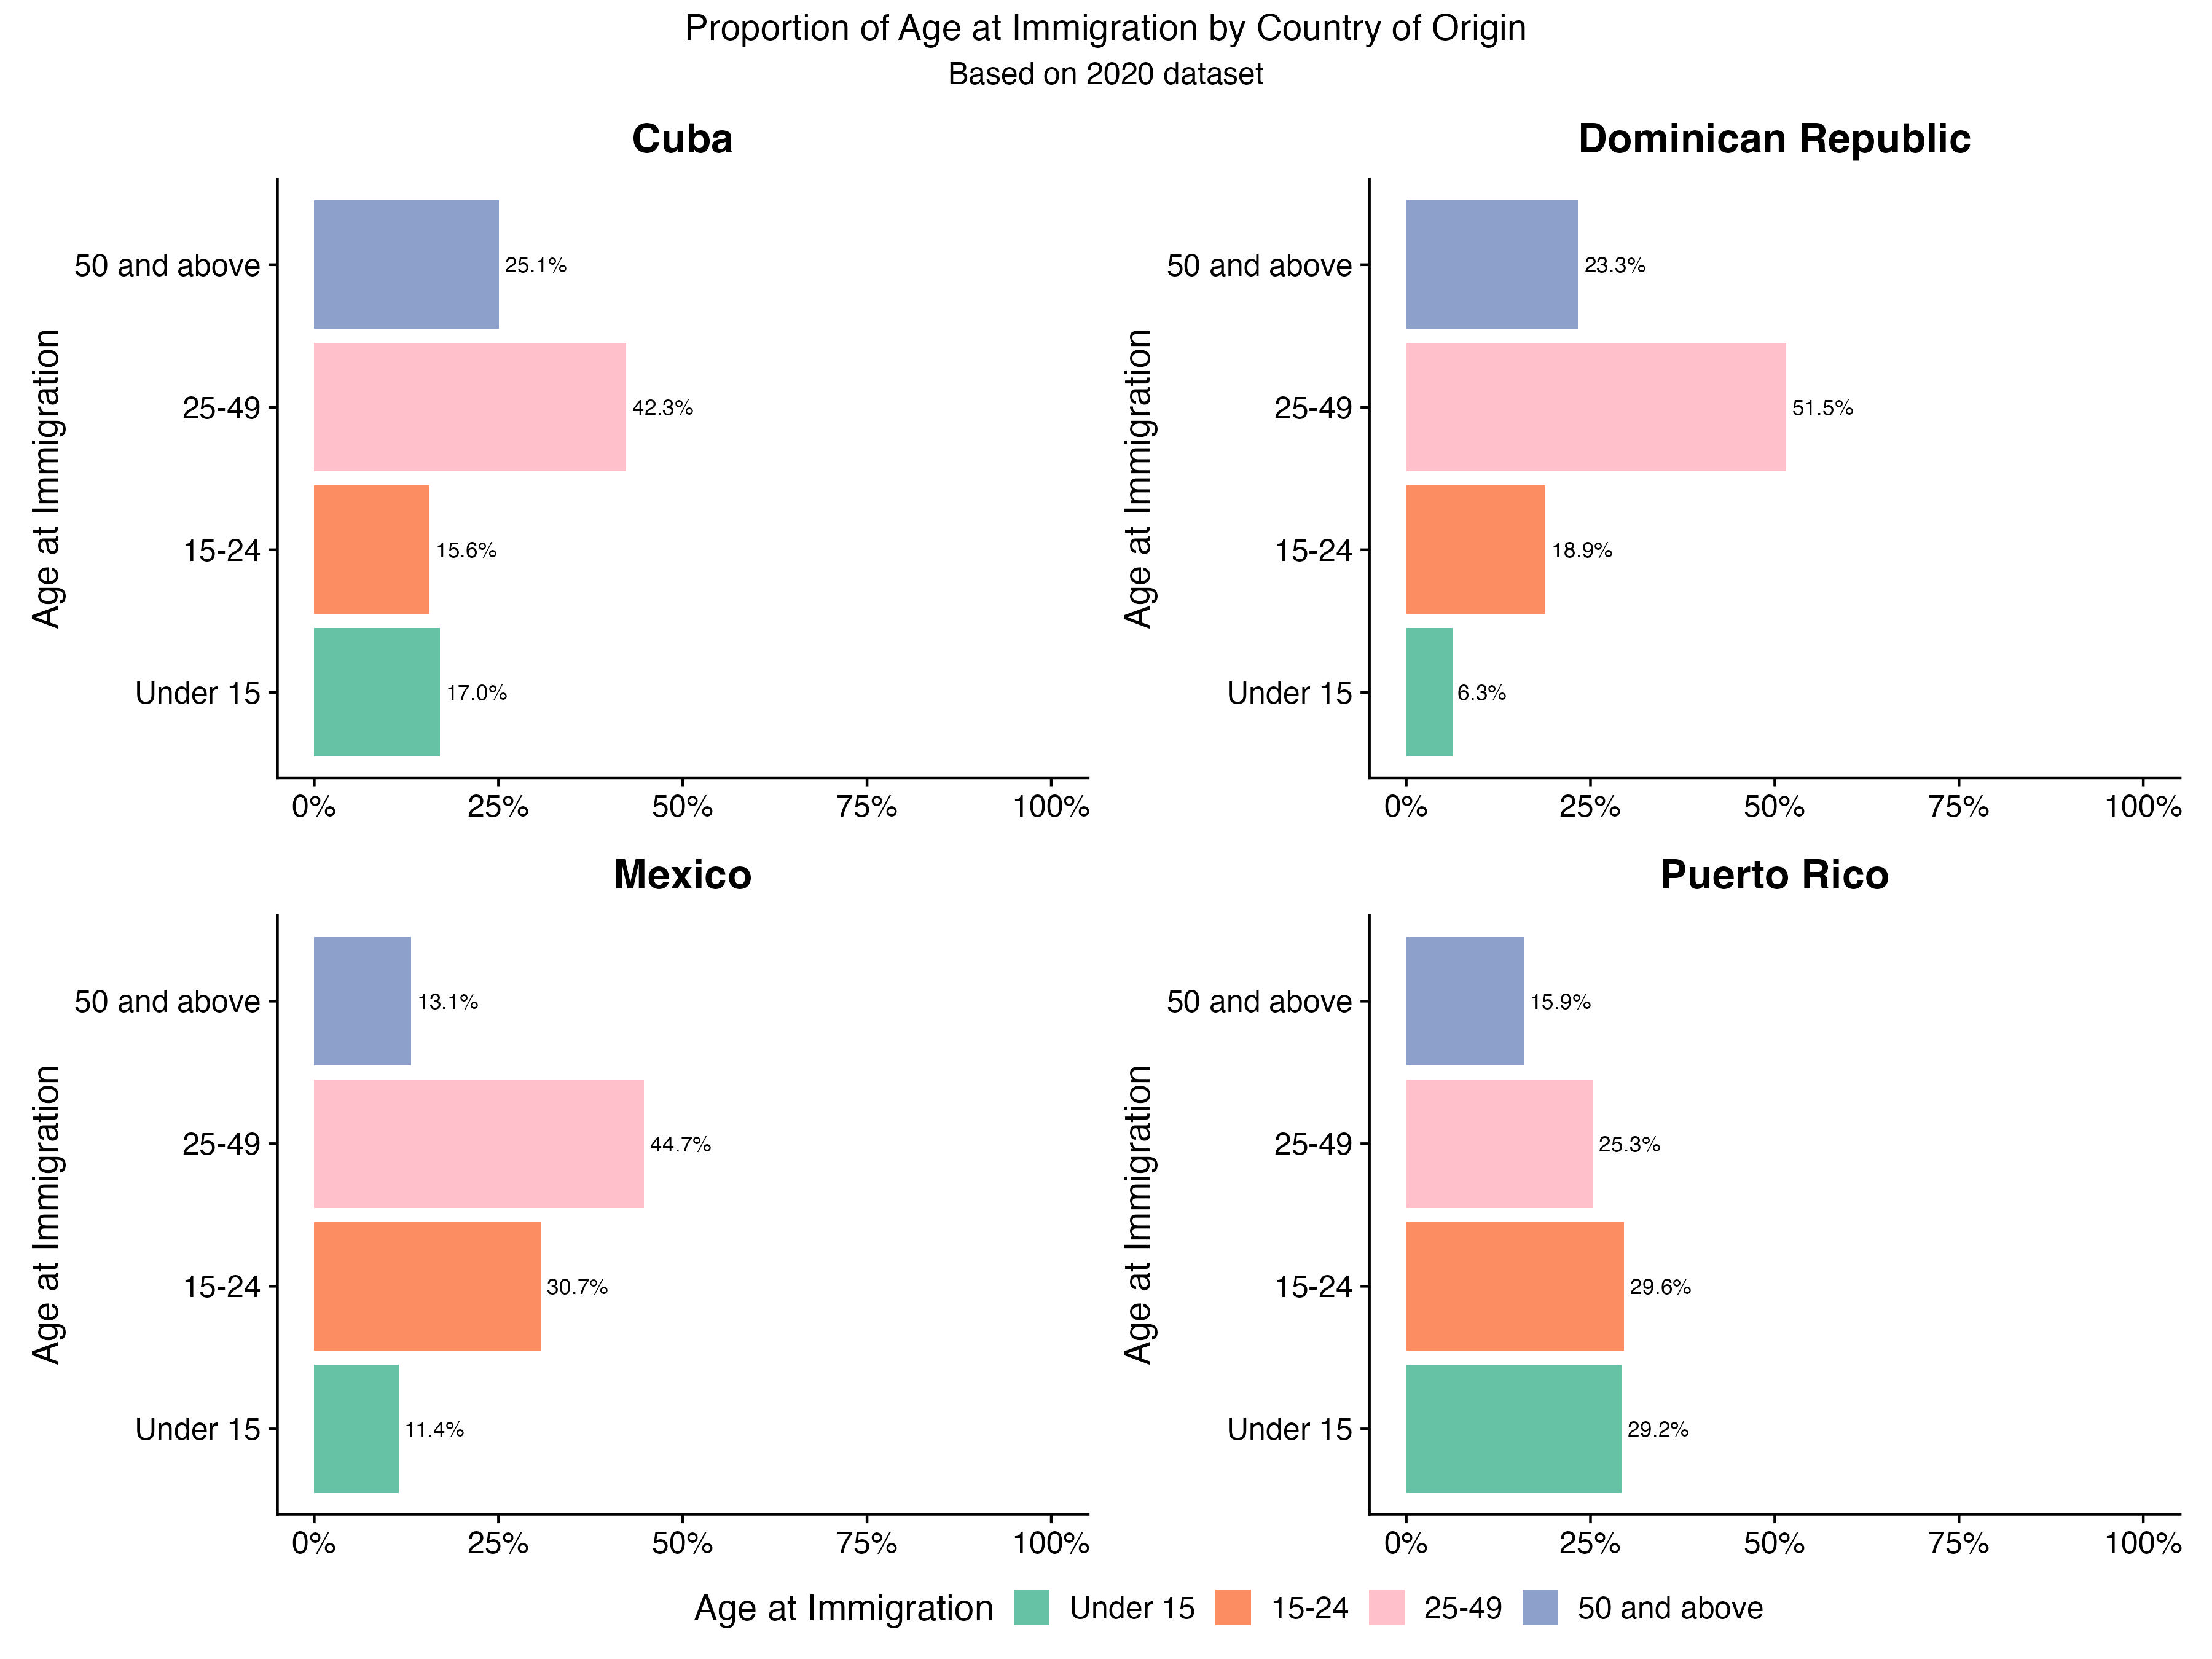 Proportion of Age at Immigration by Country of Origin
Based on 2020 dataset
Cuba
Age at Immigration
50 and above
25.1%
25-49
42.3%
15-24
15.6%
Under 15
17.0%
0% 25% 50% 75% 100%
Dominican Republic
Age at Immigration
50 and above
23.3%
25-49
51.5%
15-24
18.9%
Under 15
6.3%
0% 25% 50% 75% 100%
Mexico
Age at Immigration
50 and above
13.1%
25-49
44.7%
15-24
30.7%
Under 15
11.4%
0% 25% 50% 75% 100%
Puerto Rico
Age at Immigration
50 and above
15.9%
25-49
25.3%
15-24
29.6%
Under 15
29.2%
0% 25% 50% 75% 100%
Age at Immigration Under 15 15-24 25-49 50 and above